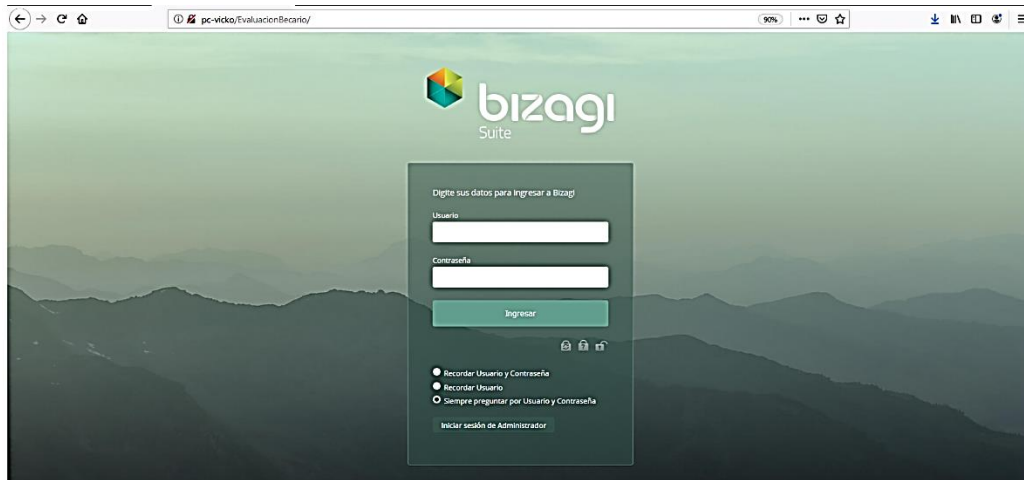 pc-vicko/EvaluacionBecario/
90%
bizagi
Suite
Digite sus datos para ingresar a Bizagi
Usuario
Contraseña
Ingresar
Recordar Usuario y Contraseña
Recordar Usuario
Siempre preguntar por Usuario y Contraseña
Iniciar sesión de Administrador